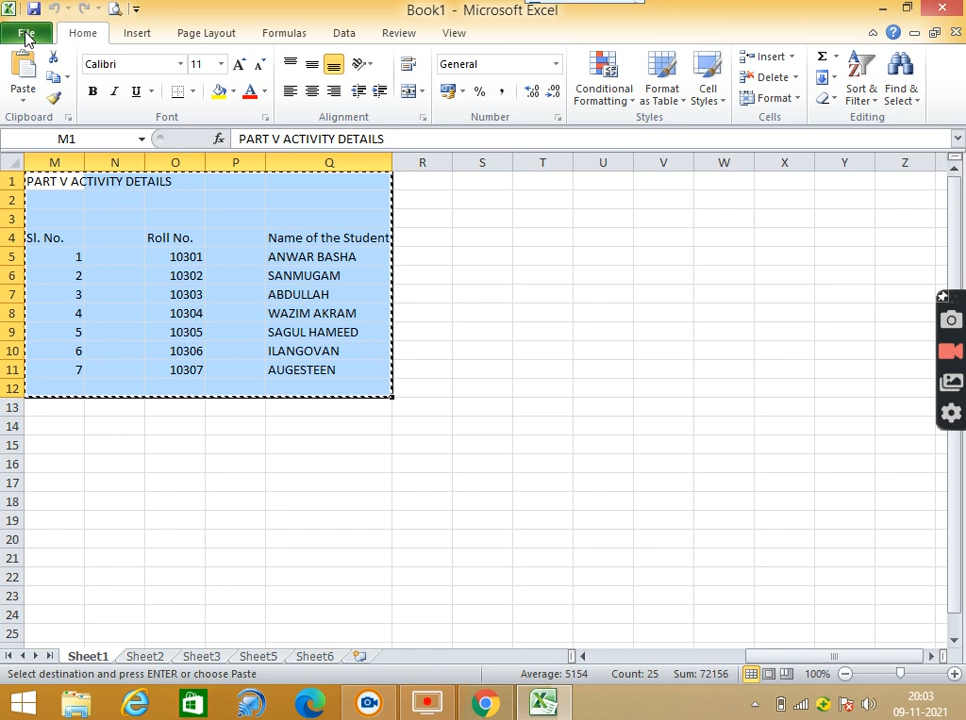 Book1 - Microsoft Excel
File Home Insert Page Layout Formulas Data Review View
Calibri 11 General
Paste Conditional Formatting Format as Table Cell Styles Insert Delete Format Sort & Filter Find & Select
Clipboard Font Alignment Number Styles Cells Editing
M1 fx PART V ACTIVITY DETAILS
M N O P Q R S T U V W X Y Z
1 PART V ACTIVITY DETAILS
2
3
4 Sl. No. Roll No. Name of the Student
5 1 10301 ANWAR BASHA
6 2 10302 SANMUGAM
7 3 10303 ABDULLAH
8 4 10304 WAZIM AKRAM
9 5 10305 SAGUL HAMEED
10 6 10306 ILANGOVAN
11 7 10307 AUGESTEEN
12
13
14
15
16
17
18
19
20
21
22
23
24
25
Sheet1 Sheet2 Sheet3 Sheet5 Sheet6
Select destination and press ENTER or choose Paste Average: 5154 Count: 25 Sum: 72156 100%
20:03
09-11-2021